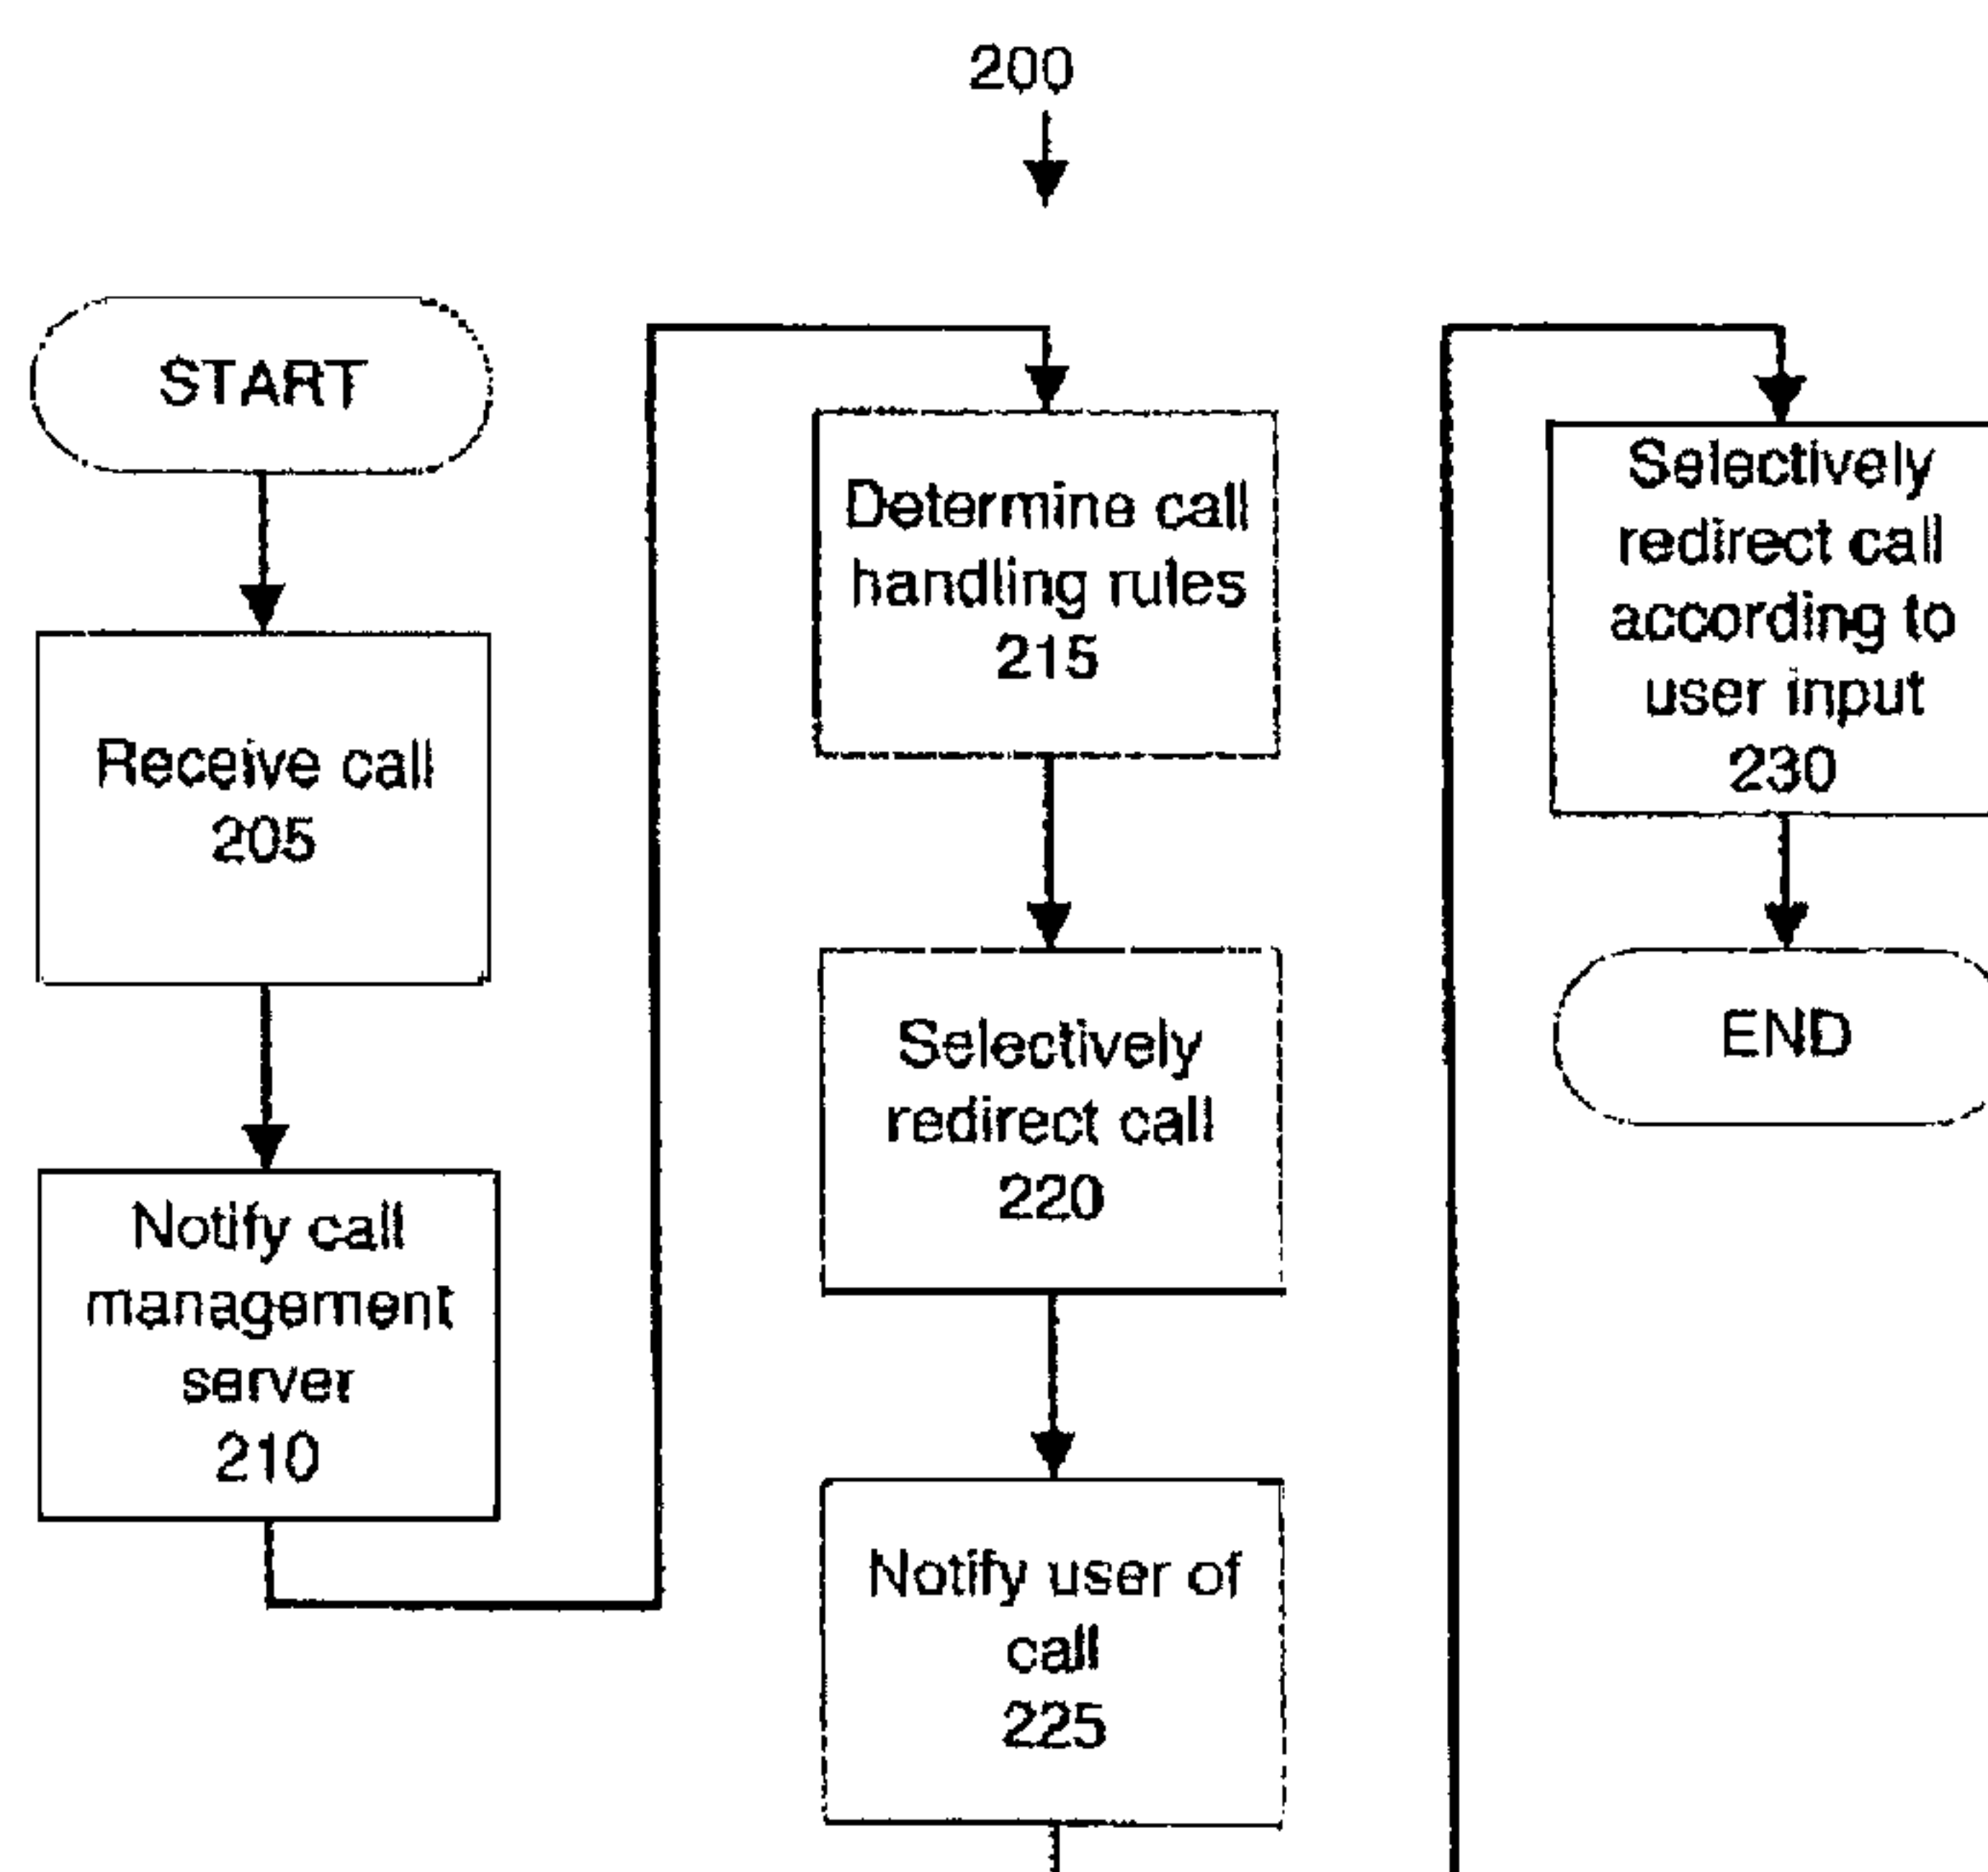 200
START
Receive call
205
Notify call
management
server
210
Determine call
handling rules
215
Selectively
redirect call
220
Notify user of
call
225
Selectively
redirect call
according to
user input
230
END